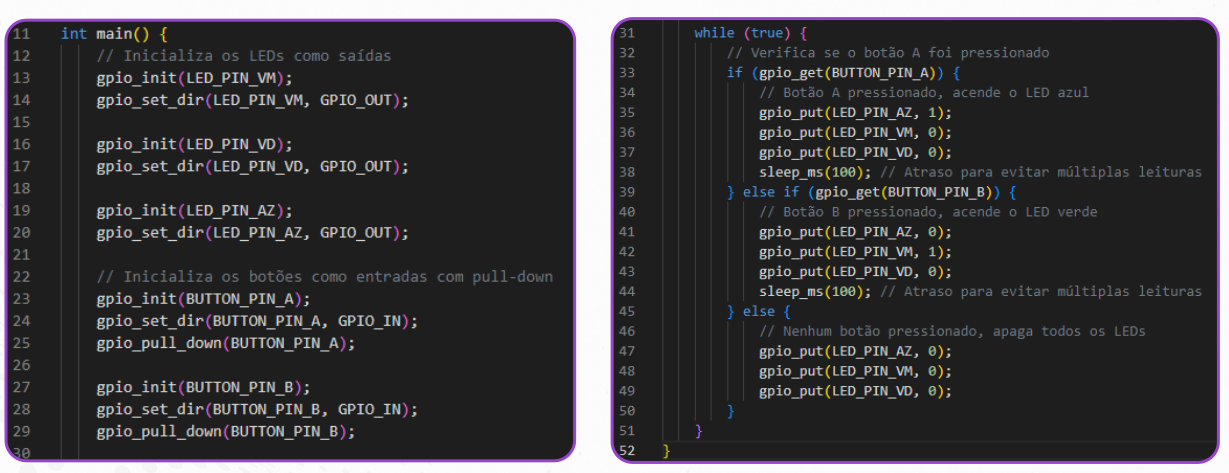 11 int main() {
12 // Inicializa os LEDs como saídas
13 gpio_init(LED_PIN_VM);
14 gpio_set_dir(LED_PIN_VM, GPIO_OUT);
15
16 gpio_init(LED_PIN_VD);
17 gpio_set_dir(LED_PIN_VD, GPIO_OUT);
18
19 gpio_init(LED_PIN_AZ);
20 gpio_set_dir(LED_PIN_AZ, GPIO_OUT);
21
22 // Inicializa os botões como entradas com pull-down
23 gpio_init(BUTTON_PIN_A);
24 gpio_set_dir(BUTTON_PIN_A, GPIO_IN);
25 gpio_pull_down(BUTTON_PIN_A);
26
27 gpio_init(BUTTON_PIN_B);
28 gpio_set_dir(BUTTON_PIN_B, GPIO_IN);
29 gpio_pull_down(BUTTON_PIN_B);
30
31 while (true) {
32 // Verifica se o botão A foi pressionado
33 if (gpio_get(BUTTON_PIN_A)) {
34 // Botão A pressionado, acende o LED azul
35 gpio_put(LED_PIN_AZ, 1);
36 gpio_put(LED_PIN_VM, 0);
37 gpio_put(LED_PIN_VD, 0);
38 sleep_ms(100); // Atraso para evitar múltiplas leituras
39 } else if (gpio_get(BUTTON_PIN_B)) {
40 // Botão B pressionado, acende o LED verde
41 gpio_put(LED_PIN_AZ, 0);
42 gpio_put(LED_PIN_VM, 1);
43 gpio_put(LED_PIN_VD, 0);
44 sleep_ms(100); // Atraso para evitar múltiplas leituras
45 } else {
46 // Nenhum botão pressionado, apaga todos os LEDs
47 gpio_put(LED_PIN_AZ, 0);
48 gpio_put(LED_PIN_VM, 0);
49 gpio_put(LED_PIN_VD, 0);
50 }
51 }
52 }